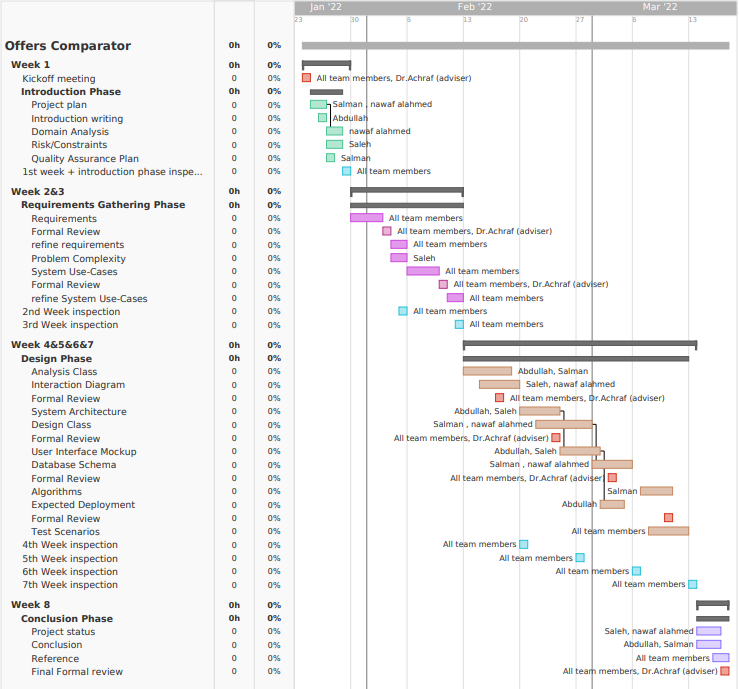 Jan '22 Feb '22 Mar '22
23 30 6 13 20 27 6 13
Offers Comparator 0h 0%
Week 1 0h 0%
Kickoff meeting 0 0% All team members, Dr.Achraf (adviser)
Introduction Phase 0h 0%
Project plan 0 0% Salman , nawaf alahmed
Introduction writing 0 0% Abdullah
Domain Analysis 0 0% nawaf alahmed
Risk/Constraints 0 0% Saleh
Quality Assurance Plan 0 0% Salman
1st week + introduction phase inspe... 0 0% All team members
Week 2&3 0h 0%
Requirements Gathering Phase 0h 0%
Requirements 0 0% All team members
Formal Review 0 0% All team members, Dr.Achraf (adviser)
refine requirements 0 0% All team members
Problem Complexity 0 0% Saleh
System Use-Cases 0 0% All team members
Formal Review 0 0% All team members, Dr.Achraf (adviser)
refine System Use-Cases 0 0% All team members
2nd Week inspection 0 0% All team members
3rd Week inspection 0 0% All team members
Week 4&5&6&7 0h 0%
Design Phase 0h 0%
Analysis Class 0 0% Abdullah, Salman
Interaction Diagram 0 0% Saleh, nawaf alahmed
Formal Review 0 0% All team members, Dr.Achraf (adviser)
System Architecture 0 0% Abdullah, Saleh
Design Class 0 0% Salman , nawaf alahmed
Formal Review 0 0% All team members, Dr.Achraf (adviser)
User Interface Mockup 0 0% Abdullah, Saleh
Database Schema 0 0% Salman , nawaf alahmed
Formal Review 0 0% All team members, Dr.Achraf (adviser)
Algorithms 0 0% Salman
Expected Deployment 0 0% Abdullah
Formal Review 0 0%
Test Scenarios 0 0% All team members
4th Week inspection 0 0% All team members
5th Week inspection 0 0% All team members
6th Week inspection 0 0% All team members
7th Week inspection 0 0% All team members
Week 8 0h 0%
Conclusion Phase 0h 0%
Project status 0 0% Saleh, nawaf alahmed
Conclusion 0 0% Abdullah, Salman
Reference 0 0% All team members
Final Formal review 0 0% All team members, Dr.Achraf (adviser)